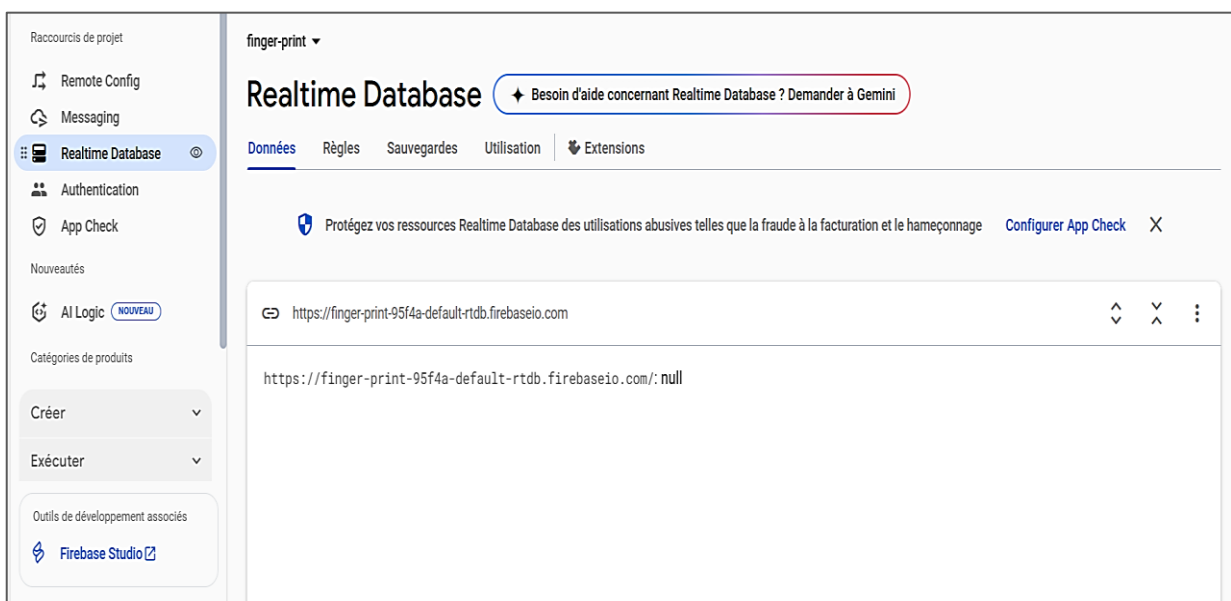 Raccourcis de projet
Remote Config
Messaging
Realtime Database
Authentication
App Check
Nouveautés
AI Logic NOUVEAU
Catégories de produits
Créer
Exécuter
Outils de développement associés
Firebase Studio
finger-print
Realtime Database
Besoin d'aide concernant Realtime Database ? Demander à Gemini
Données Règles Sauvegardes Utilisation Extensions
Protégez vos ressources Realtime Database des utilisations abusives telles que la fraude à la facturation et le hameçonnage Configurer App Check
https://finger-print-95f4a-default-rtdb.firebaseio.com
https://finger-print-95f4a-default-rtdb.firebaseio.com/: null